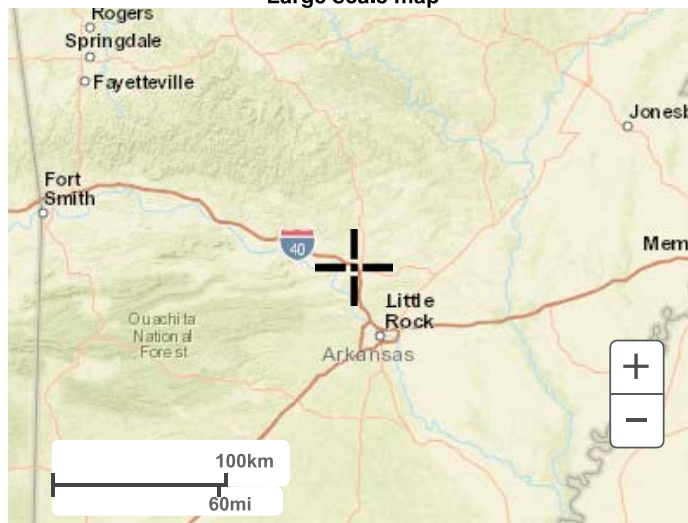 Large scale map
Rogers
Springdale
Fayetteville
Jonesb
Fort
Smith
40
Mem
Little
Rock
Ouachita
National
Forest
Arkansas
+
−
100km
60mi